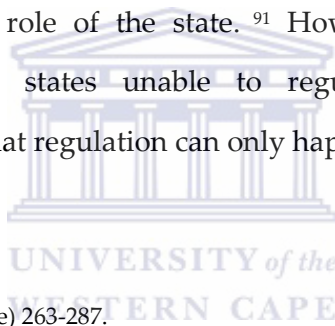 role of the state. 91 How
states unable to regu
at regulation can only hap
UNIVERSITY of the
e) 263-287.
WESTERN CAPE